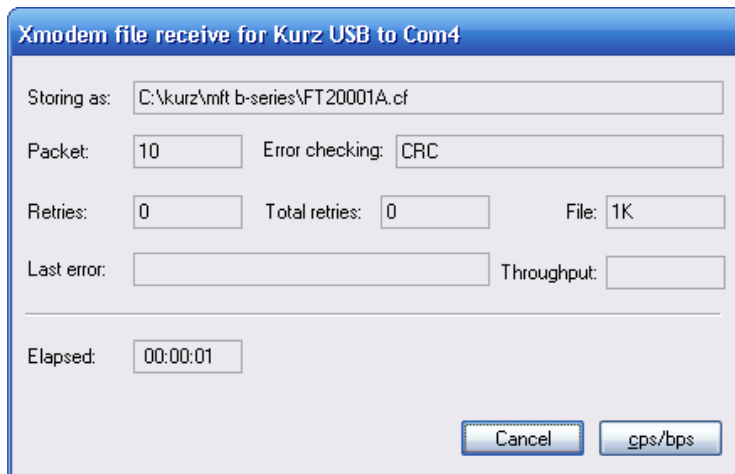 Xmodem file receive for Kurz USB to Com4
Storing as: C:\kurz\mft b-series\FT20001A.cf
Packet: 10 Error checking: CRC
Retries: 0 Total retries: 0 File: 1K
Last error: Throughput:
Elapsed: 00:00:01
Cancel cps/bps